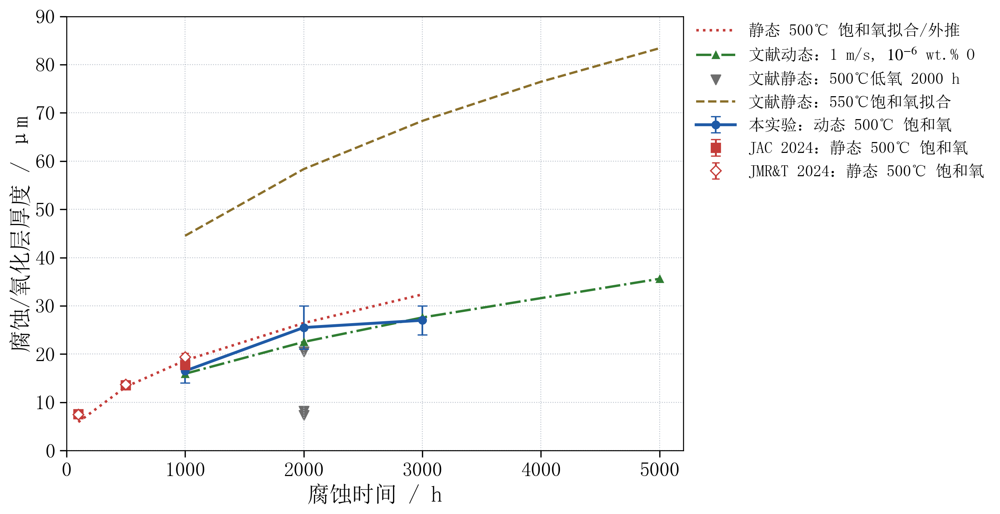 腐蚀/氧化层厚度 / μm
90
80
70
60
50
40
30
20
10
0
0 1000 2000 3000 4000 5000
腐蚀时间 / h
静态 500℃ 饱和氧拟合/外推
文献动态：1 m/s, 10⁻⁶ wt.% O
文献静态：500℃低氧 2000 h
文献静态：550℃饱和氧拟合
本实验：动态 500℃ 饱和氧
JAC 2024：静态 500℃ 饱和氧
JMR&T 2024：静态 500℃ 饱和氧